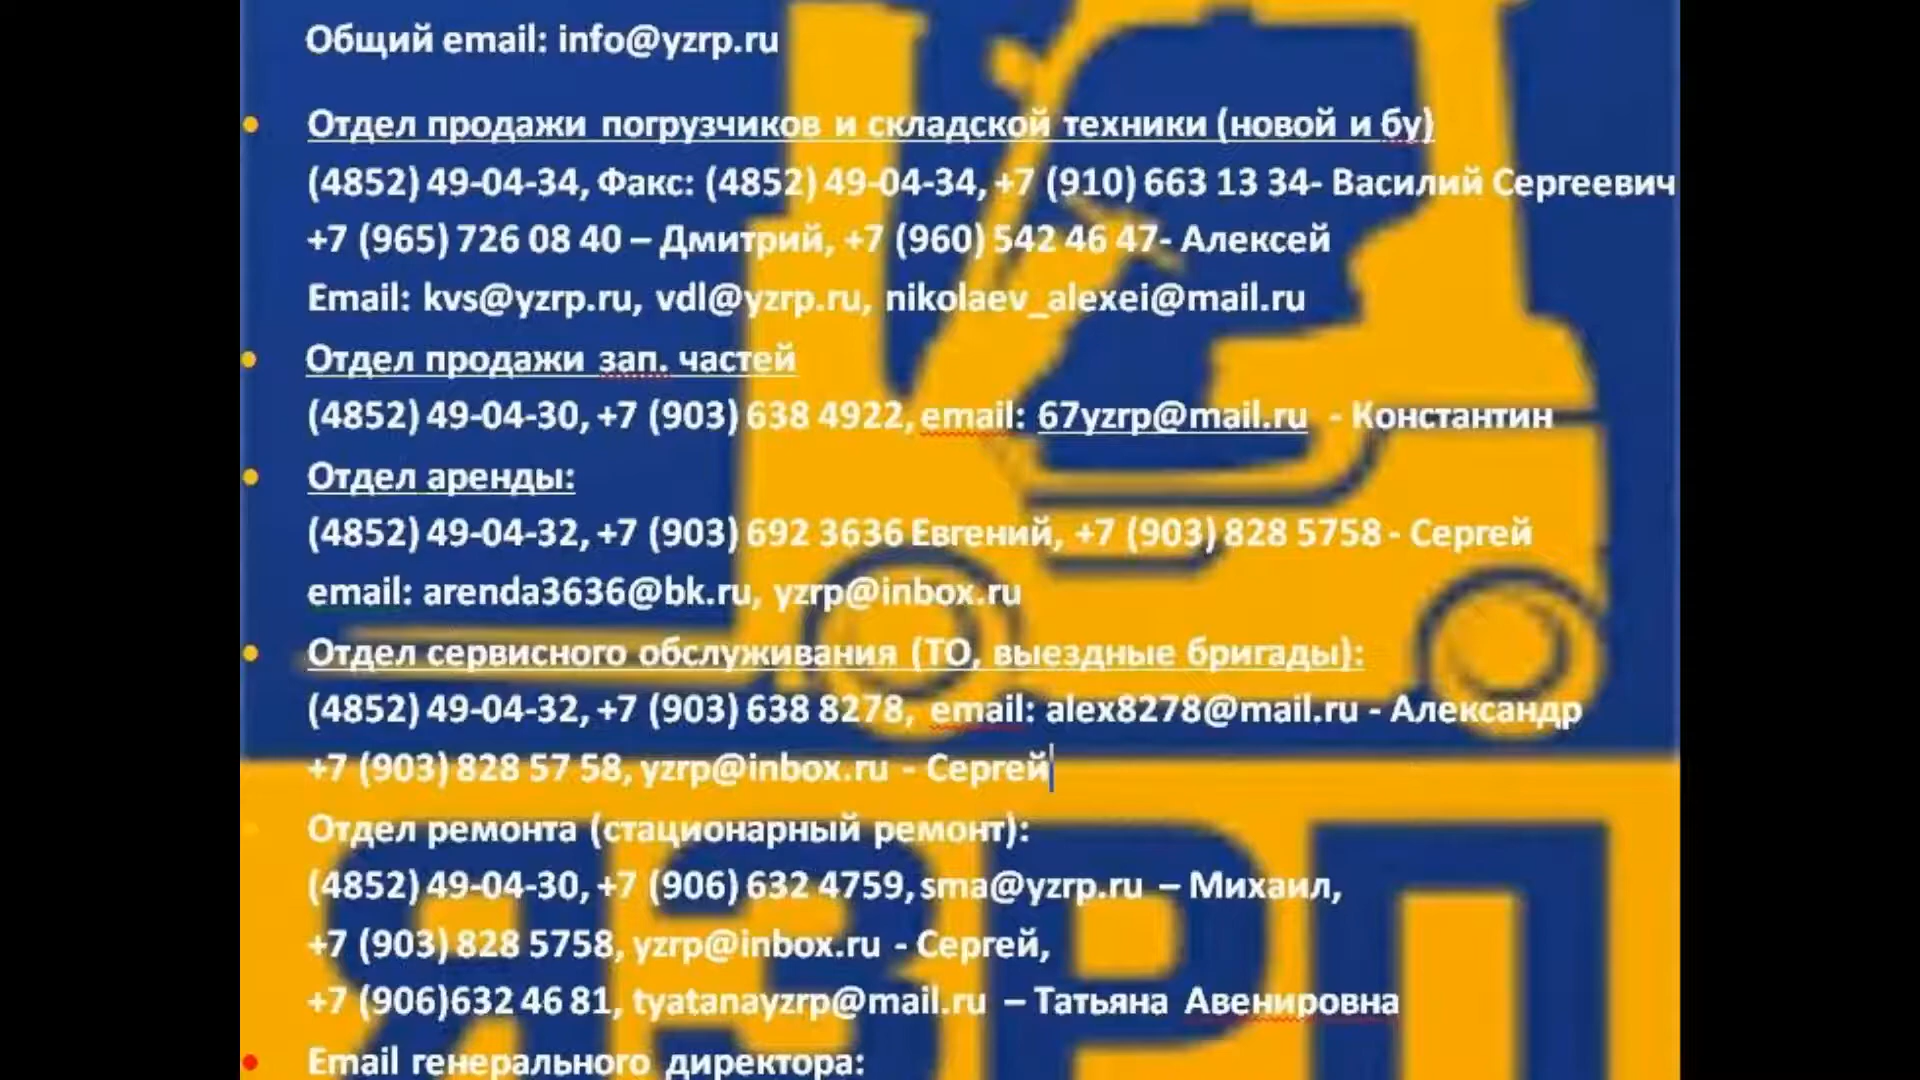 Общий email: info@yzrp.ru
Отдел продажи погрузчиков и складской техники (новой и бу)
(4852) 49-04-34, Факс: (4852) 49-04-34, +7 (910) 663 13 34- Василий Сергеевич
+7 (965) 726 08 40 – Дмитрий, +7 (960) 542 46 47- Алексей
Email: kvs@yzrp.ru, vdl@yzrp.ru, nikolaev_alexei@mail.ru
Отдел продажи зап. частей
(4852) 49-04-30, +7 (903) 638 4922, email: 67yzrp@mail.ru - Константин
Отдел аренды:
(4852) 49-04-32, +7 (903) 692 3636 Евгений, +7 (903) 828 5758 - Сергей
email: arenda3636@bk.ru, yzrp@inbox.ru
Отдел сервисного обслуживания (ТО, выездные бригады):
(4852) 49-04-32, +7 (903) 638 8278, email: alex8278@mail.ru - Александр
+7 (903) 828 57 58, yzrp@inbox.ru - Сергей
Отдел ремонта (стационарный ремонт):
(4852) 49-04-30, +7 (906) 632 4759, sma@yzrp.ru – Михаил,
+7 (903) 828 5758, yzrp@inbox.ru - Сергей,
+7 (906)632 46 81, tyatanayzrp@mail.ru – Татьяна Авенировна
Email генерального директора:
ЯЗРП